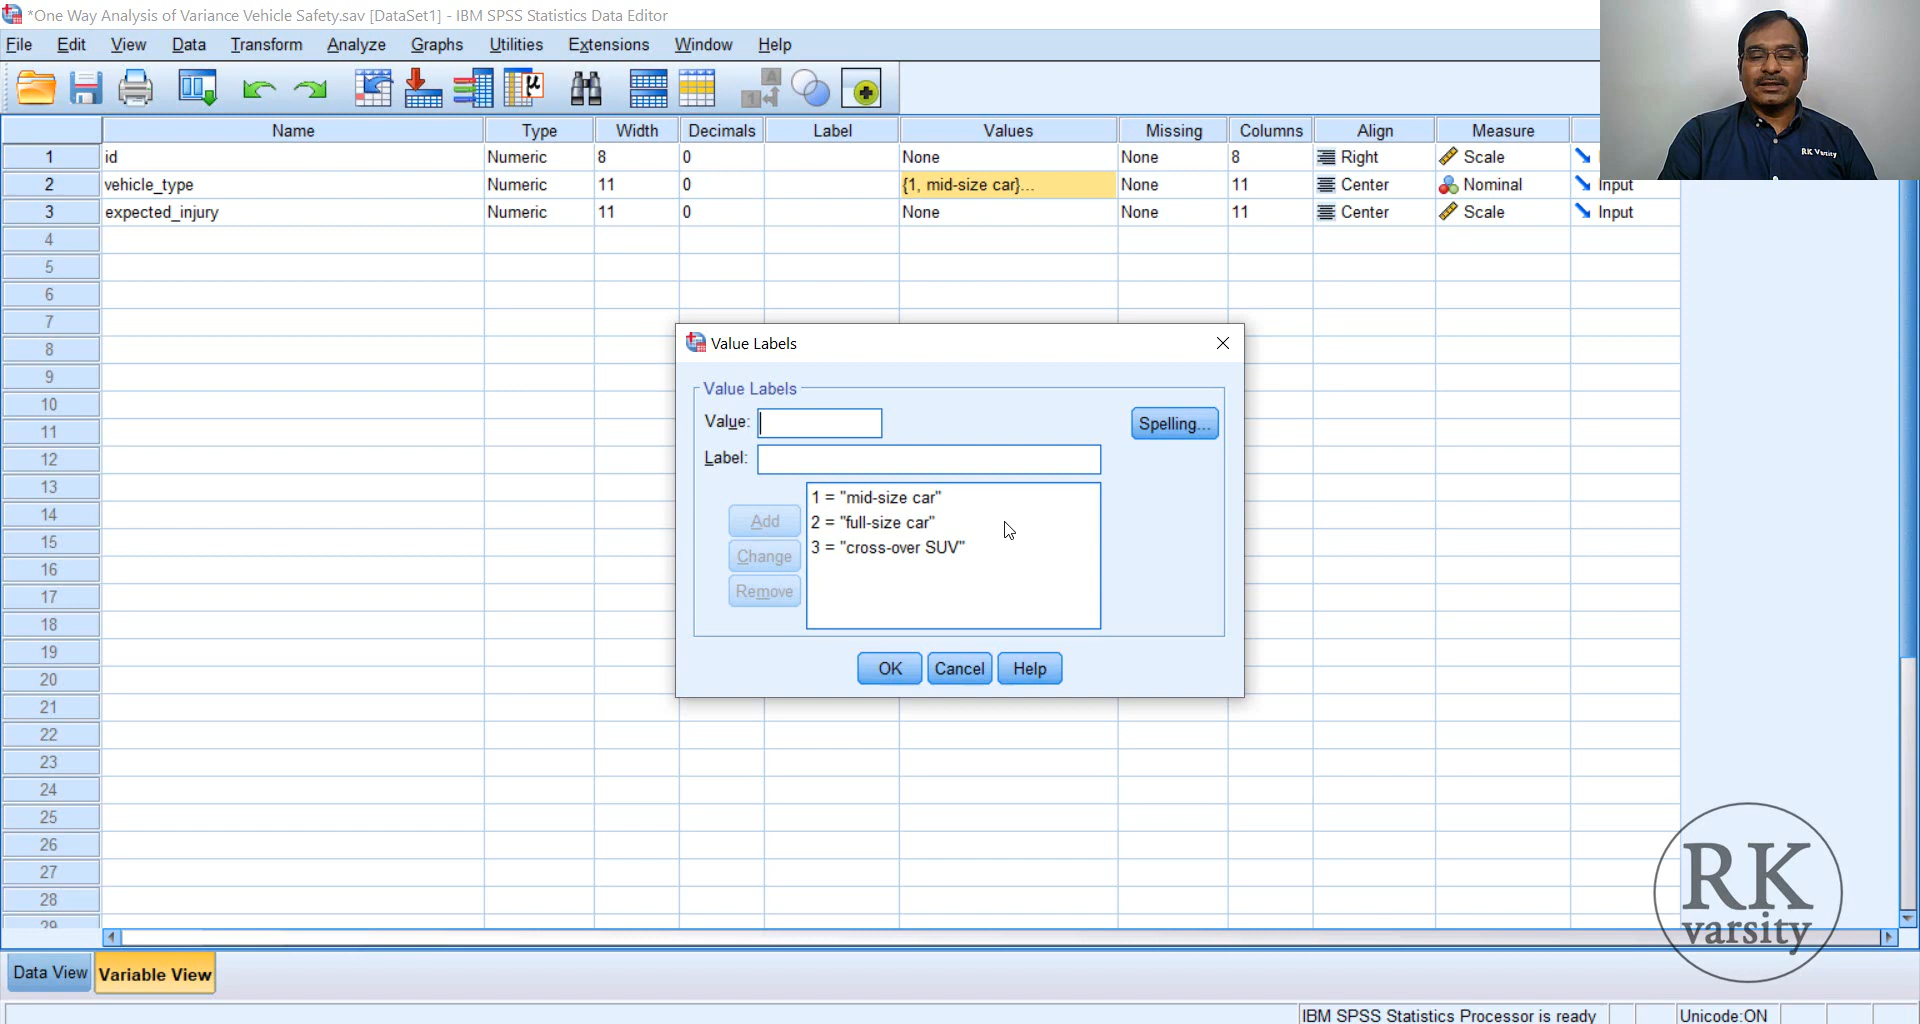 *One Way Analysis of Variance Vehicle Safety.sav [DataSet1] - IBM SPSS Statistics Data Editor
File Edit View Data Transform Analyze Graphs Utilities Extensions Window Help
RK Varsity
Name Type Width Decimals Label Values Missing Columns Align Measure
1 id Numeric 8 0 None None 8 Right Scale
2 vehicle_type Numeric 11 0 {1, mid-size car}... None 11 Center Nominal Input
3 expected_injury Numeric 11 0 None None 11 Center Scale Input
4
5
6
7
8
9
10
11
12
13
14
15
16
17
18
19
20
21
22
23
24
25
26
27
28
29
Value Labels
Value Labels
Value:
Spelling...
Label:
1 = "mid-size car"
2 = "full-size car"
3 = "cross-over SUV"
Add
Change
Remove
OK Cancel Help
RK
varsity
Data View Variable View
IBM SPSS Statistics Processor is ready Unicode:ON